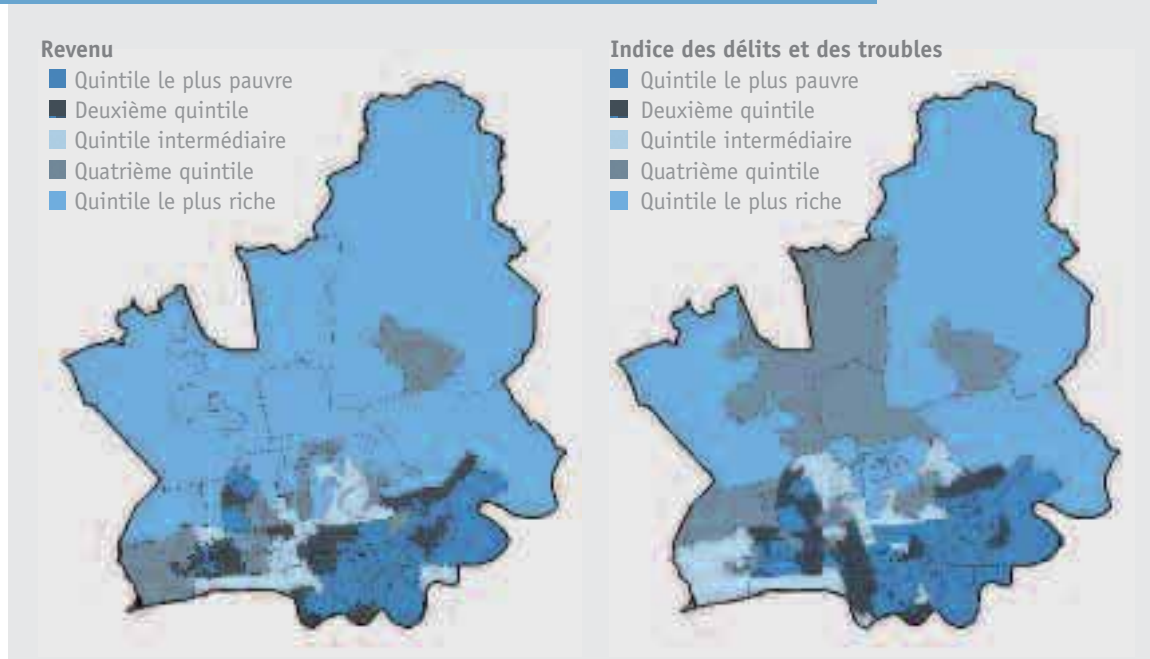 Revenu
Quintile le plus pauvre
Deuxième quintile
Quintile intermédiaire
Quatrième quintile
Quintile le plus riche
Indice des délits et des troubles
Quintile le plus pauvre
Deuxième quintile
Quintile intermédiaire
Quatrième quintile
Quintile le plus riche